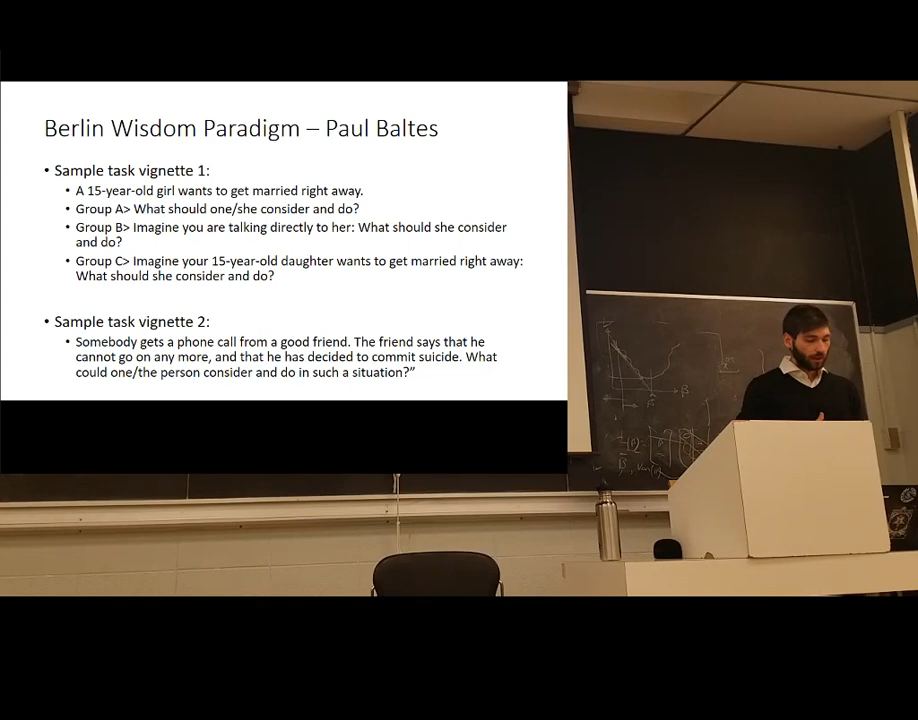 Berlin Wisdom Paradigm – Paul Baltes
• Sample task vignette 1:
• A 15-year-old girl wants to get married right away.
• Group A> What should one/she consider and do?
• Group B> Imagine you are talking directly to her: What should she consider
and do?
• Group C> Imagine your 15-year-old daughter wants to get married right away:
What should she consider and do?
• Sample task vignette 2:
• Somebody gets a phone call from a good friend. The friend says that he
cannot go on any more, and that he has decided to commit suicide. What
could one/the person consider and do in such a situation?”
β